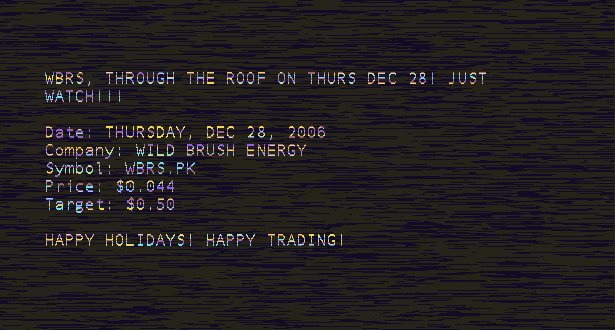 WBRS, THROUGH THE ROOF ON THURS DEC 28! JUST
WATCH!!!
Date: THURSDAY, DEC 28, 2006
Company: WILD BRUSH ENERGY
Symbol: WBRS.PK
Price: $0.044
Target: $0.50
HAPPY HOLIDAYS! HAPPY TRADING!